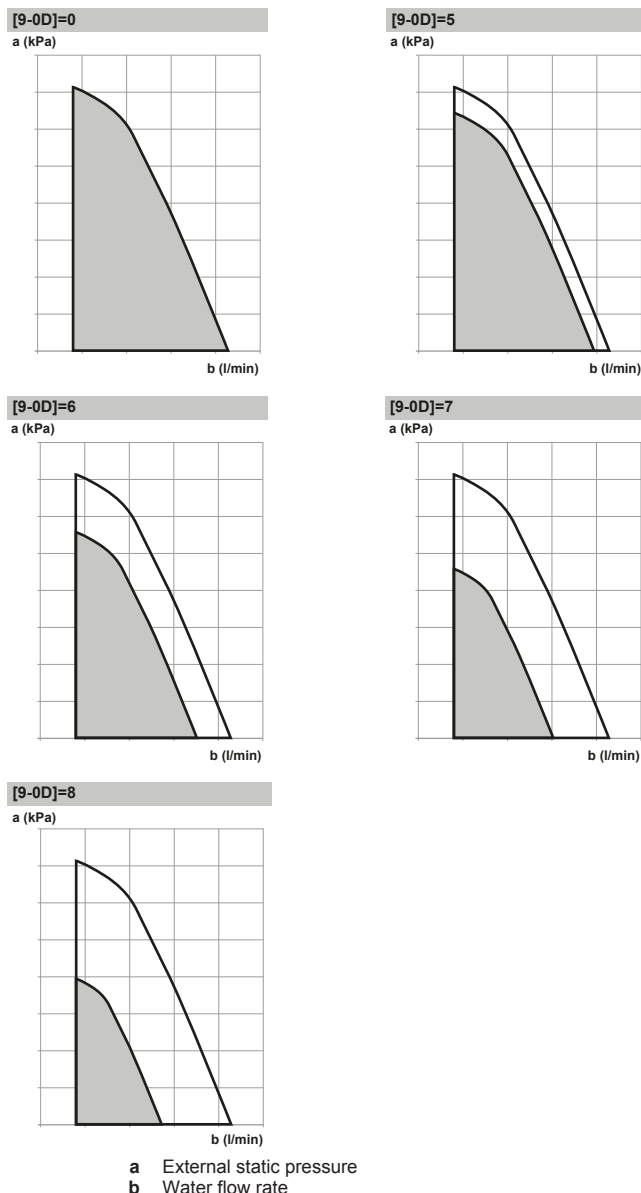 [9-0D]=0
a (kPa)
b (l/min)
[9-0D]=5
a (kPa)
b (l/min)
[9-0D]=6
a (kPa)
b (l/min)
[9-0D]=7
a (kPa)
b (l/min)
[9-0D]=8
a (kPa)
b (l/min)
a External static pressure
b Water flow rate